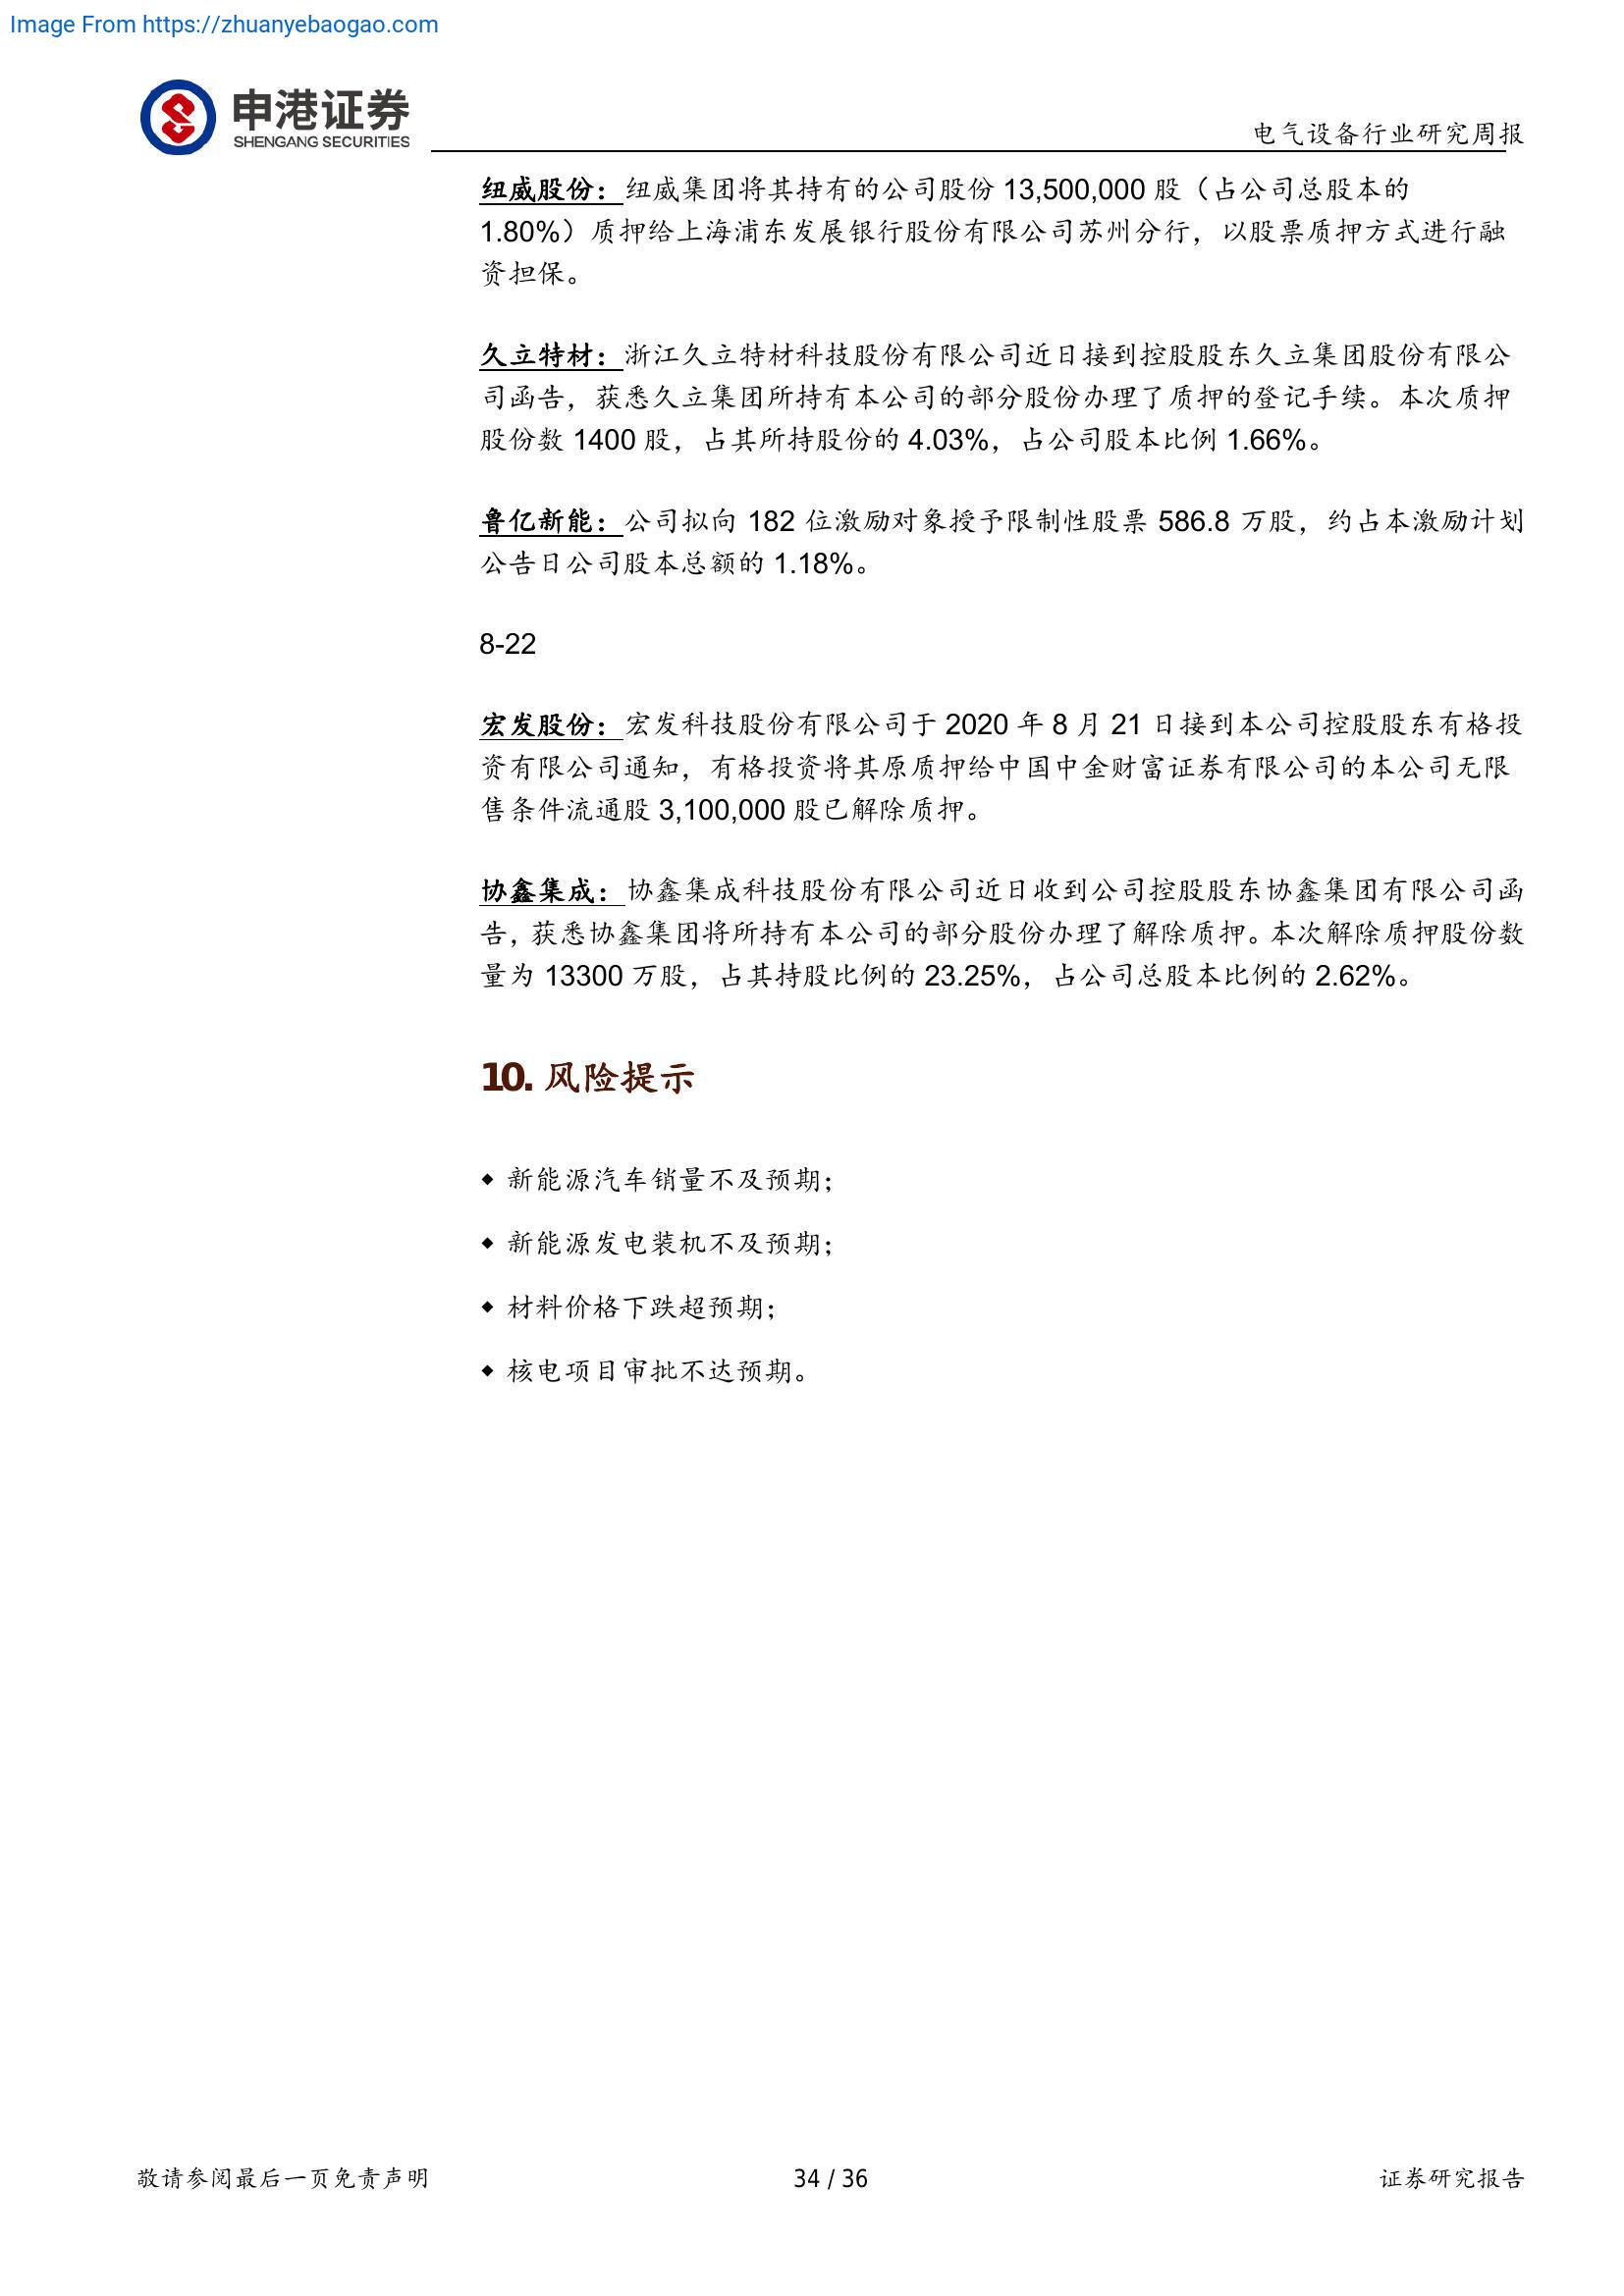 Image From https://zhuanyebaogao.com
申港证券
SHENGANG SECURITIES
电气设备行业研究周报
纽威股份：纽威集团将其持有的公司股份 13,500,000 股（占公司总股本的
1.80%）质押给上海浦东发展银行股份有限公司苏州分行，以股票质押方式进行融
资担保。
久立特材：浙江久立特材科技股份有限公司近日接到控股股东久立集团股份有限公
司函告，获悉久立集团所持有本公司的部分股份办理了质押的登记手续。本次质押
股份数 1400 股，占其所持股份的 4.03%，占公司股本比例 1.66%。
鲁亿新能：公司拟向 182 位激励对象授予限制性股票 586.8 万股，约占本激励计划
公告日公司股本总额的 1.18%。
8-22
宏发股份：宏发科技股份有限公司于 2020 年 8 月 21 日接到本公司控股股东有格投
资有限公司通知，有格投资将其原质押给中国中金财富证券有限公司的本公司无限
售条件流通股 3,100,000 股已解除质押。
协鑫集成：协鑫集成科技股份有限公司近日收到公司控股股东协鑫集团有限公司函
告，获悉协鑫集团将所持有本公司的部分股份办理了解除质押。本次解除质押股份数
量为 13300 万股，占其持股比例的 23.25%，占公司总股本比例的 2.62%。
10. 风险提示
◆ 新能源汽车销量不及预期；
◆ 新能源发电装机不及预期；
◆ 材料价格下跌超预期；
◆ 核电项目审批不达预期。
敬请参阅最后一页免责声明
34 / 36
证券研究报告